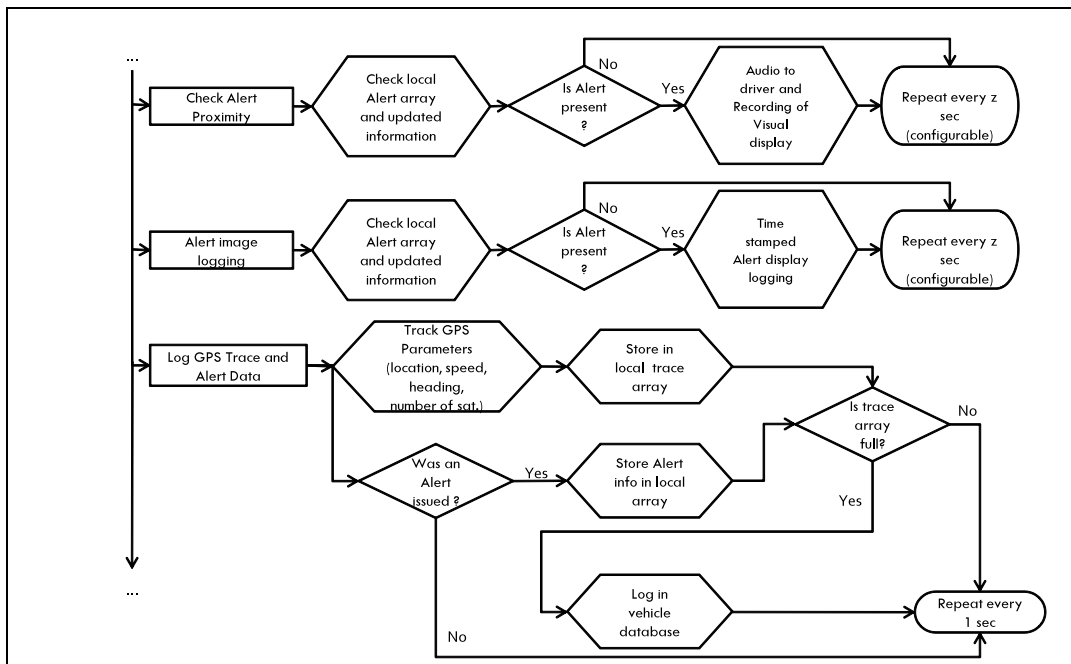 ...
Check Alert
Proximity
Check local
Alert array
and updated
information
Is Alert
present
?
No
Yes
Audio to
driver and
Recording of
Visual
display
Repeat every z
sec
(configurable)
Alert image
logging
Check local
Alert array
and updated
information
Is Alert
present
?
No
Yes
Time
stamped
Alert display
logging
Repeat every z
sec
(configurable)
Log GPS Trace and
Alert Data
Track GPS
Parameters
(location, speed,
heading,
number of sat.)
Store in
local trace
array
Is trace
array
full?
No
Yes
Was an
Alert
issued ?
Yes
Store Alert
info in local
array
...
Log in
vehicle
database
Repeat every
1 sec
No